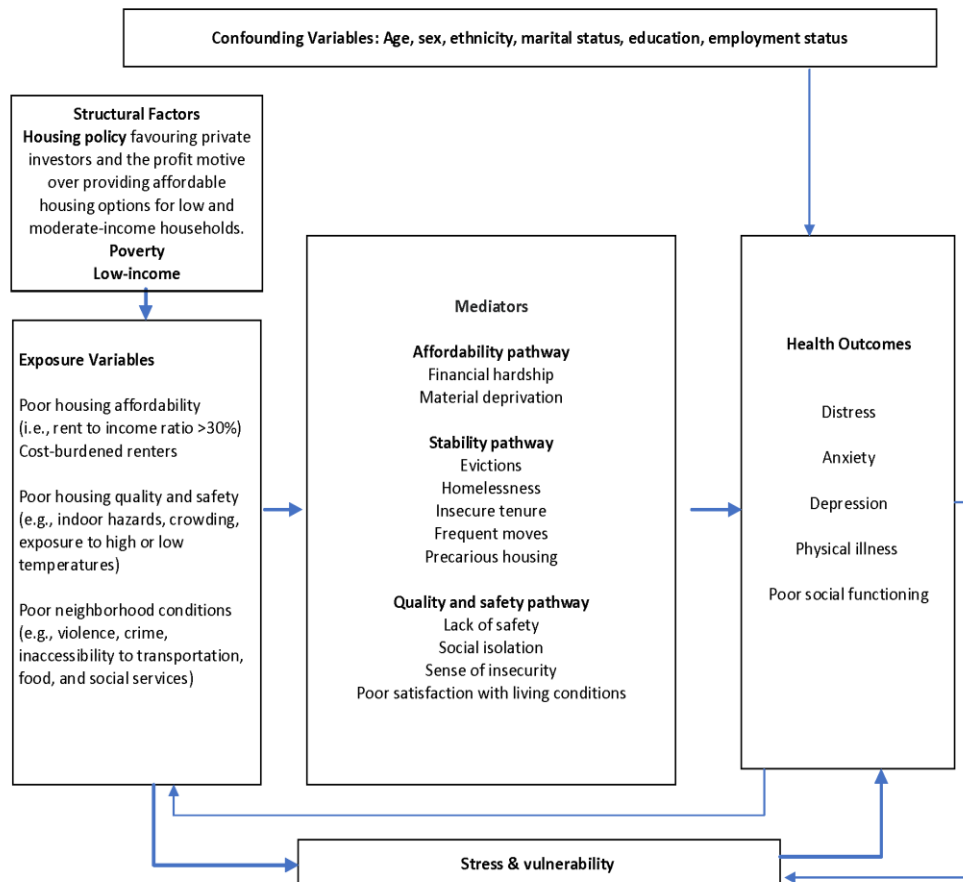 Confounding Variables: Age, sex, ethnicity, marital status, education, employment status
Structural Factors
Housing policy favouring private
investors and the profit motive
over providing affordable
housing options for low and
moderate-income households.
Poverty
Low-income
Exposure Variables
Poor housing affordability
(i.e., rent to income ratio >30%)
Cost-burdened renters
Poor housing quality and safety
(e.g., indoor hazards, crowding,
exposure to high or low
temperatures)
Poor neighborhood conditions
(e.g., violence, crime,
inaccessibility to transportation,
food, and social services)
Mediators
Affordability pathway
Financial hardship
Material deprivation
Stability pathway
Evictions
Homelessness
Insecure tenure
Frequent moves
Precarious housing
Quality and safety pathway
Lack of safety
Social isolation
Sense of insecurity
Poor satisfaction with living conditions
Health Outcomes
Distress
Anxiety
Depression
Physical illness
Poor social functioning
Stress & vulnerability